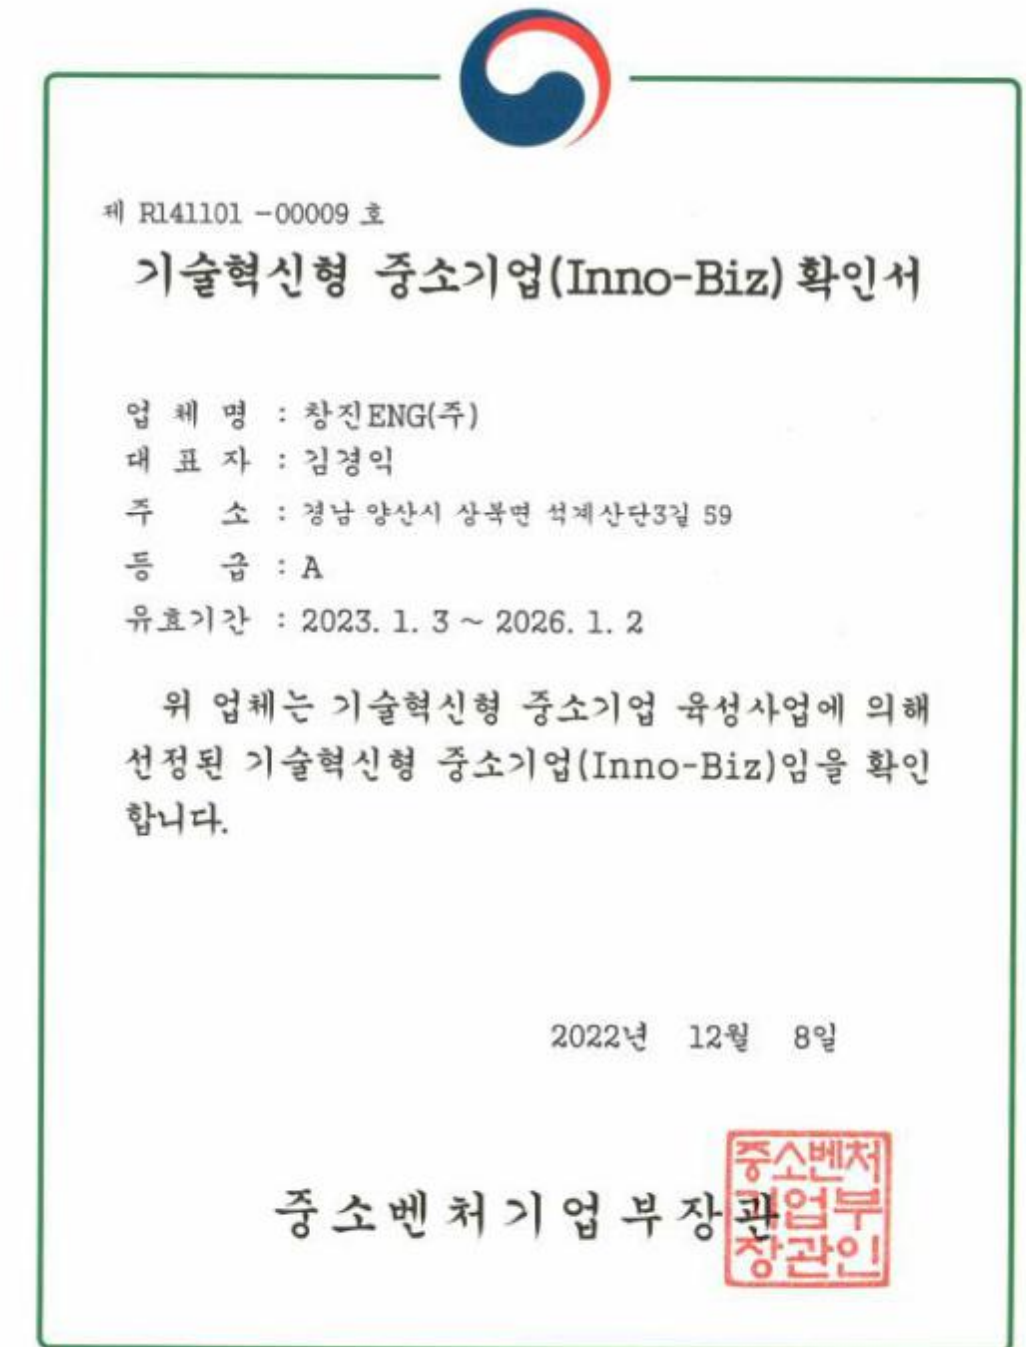 제 R141101 -00009 호
기술혁신형 중소기업(Inno-Biz) 확인서
업 체 명 : 창진ENG(주)
대 표 자 : 김경익
주 소 : 경남 양산시 상북면 석계산단3길 59
등 급 : A
유효기간 : 2023. 1. 3 ~ 2026. 1. 2
위 업체는 기술혁신형 중소기업 육성사업에 의해
선정된 기술혁신형 중소기업(Inno-Biz)임을 확인
합니다.
2022년 12월 8일
중소벤처기업부장관
중소벤처
기업부
장관인